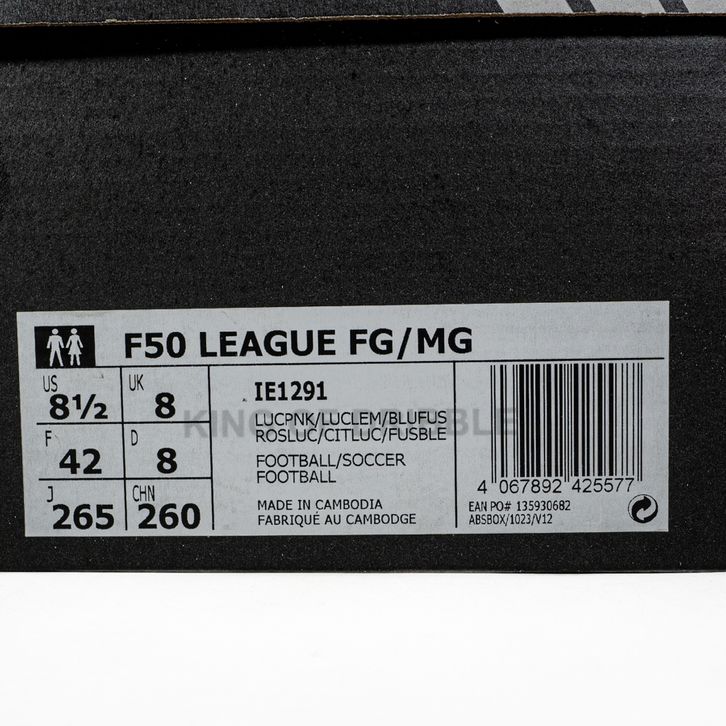 F50 LEAGUE FG/MG
US 8½ UK 8
F 42 D 8
J 265 CHN 260
IE1291
LUCPNK/LUCLEM/BLUFUS
ROSLUC/CITLUC/FUSBLE
FOOTBALL/SOCCER
FOOTBALL
MADE IN CAMBODIA
FABRIQUÉ AU CAMBODGE
4 067892 425577
EAN PO# 135930682
ABSBOX/1023/V12